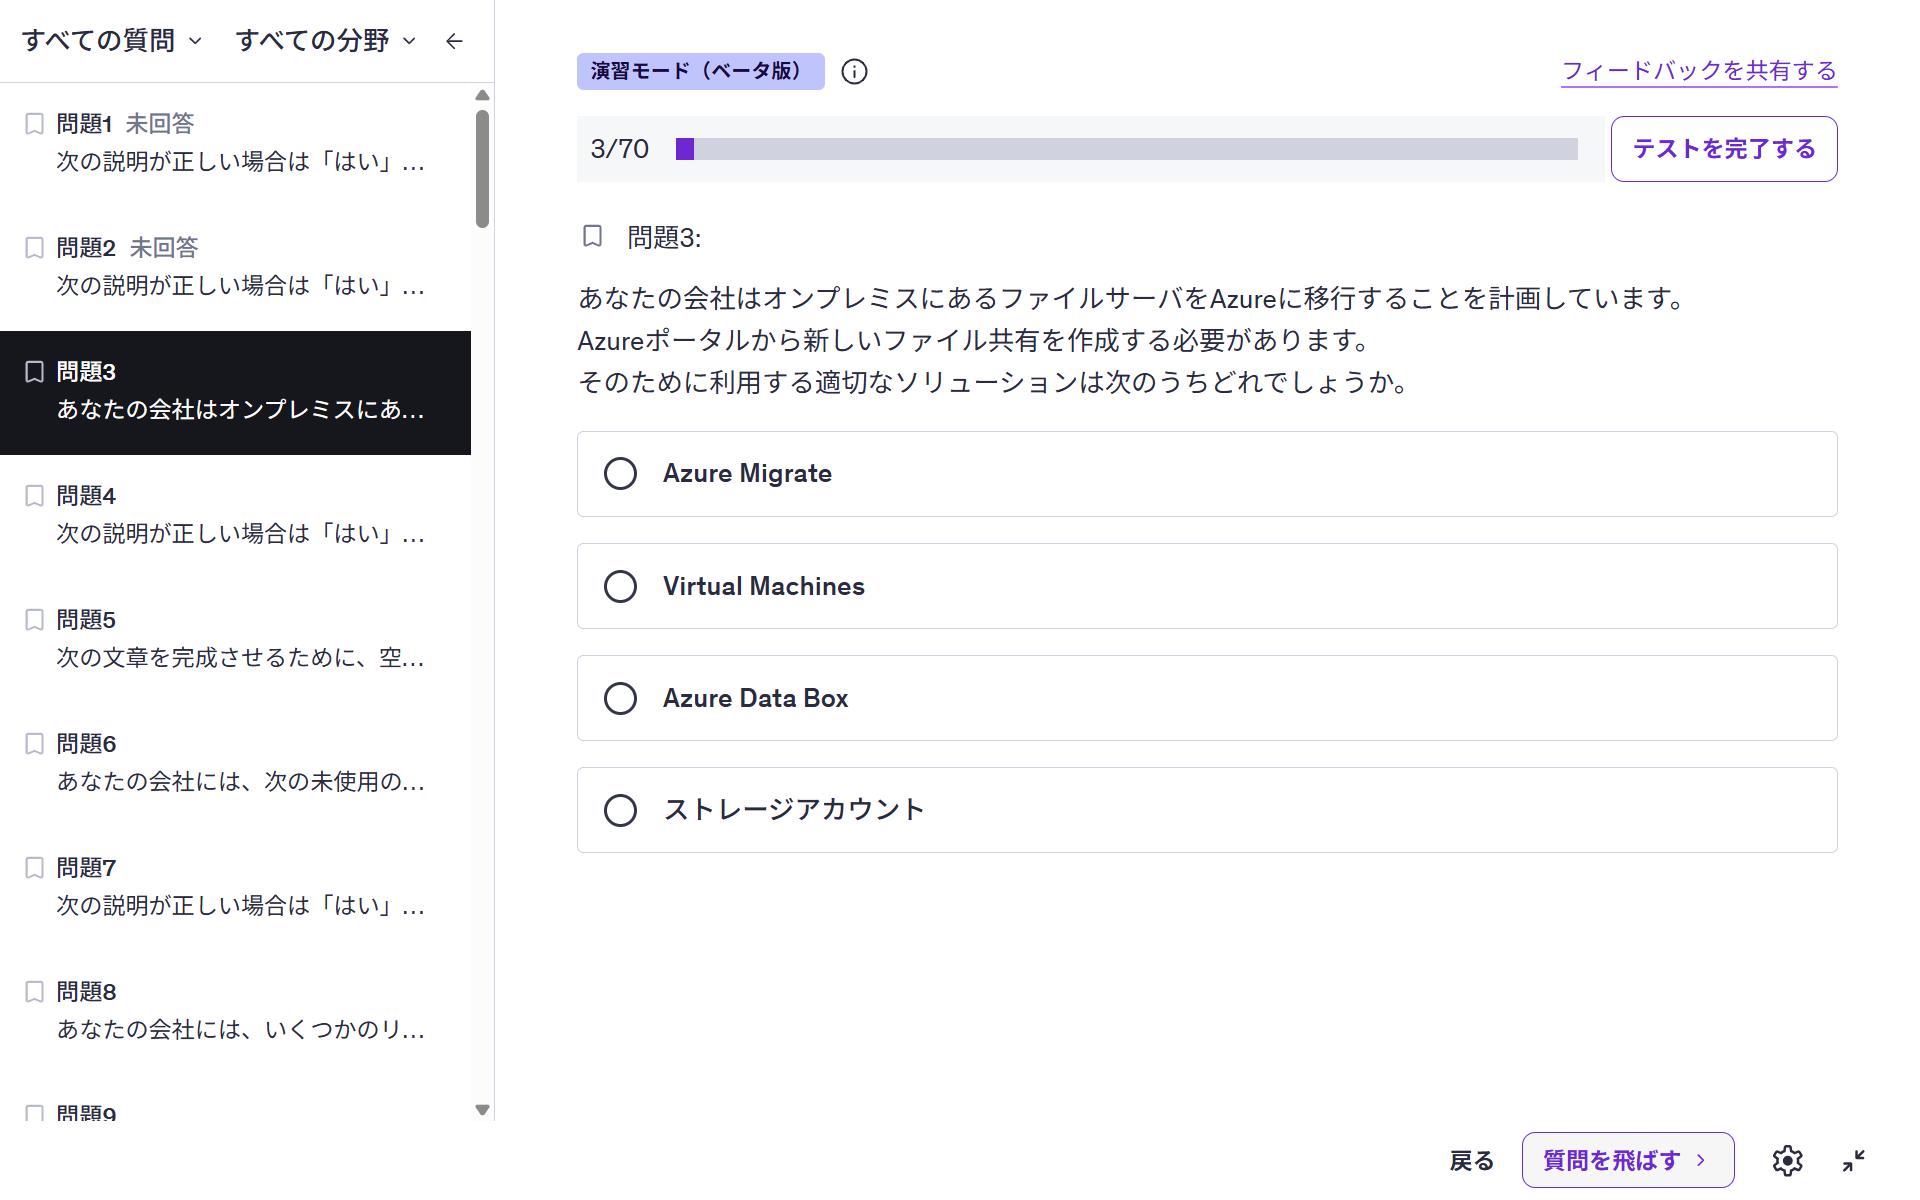 すべての質問 すべての分野
問題1 未回答
次の説明が正しい場合は「はい」...
問題2 未回答
次の説明が正しい場合は「はい」...
問題3
あなたの会社はオンプレミスにあ...
問題4
次の説明が正しい場合は「はい」...
問題5
次の文章を完成させるために、空...
問題6
あなたの会社には、次の未使用の...
問題7
次の説明が正しい場合は「はい」...
問題8
あなたの会社には、いくつかのリ...
問題9
演習モード（ベータ版）
フィードバックを共有する
3/70
テストを完了する
問題3:
あなたの会社はオンプレミスにあるファイルサーバをAzureに移行することを計画しています。
Azureポータルから新しいファイル共有を作成する必要があります。
そのために利用する適切なソリューションは次のうちどれでしょうか。
Azure Migrate
Virtual Machines
Azure Data Box
ストレージアカウント
戻る
質問を飛ばす